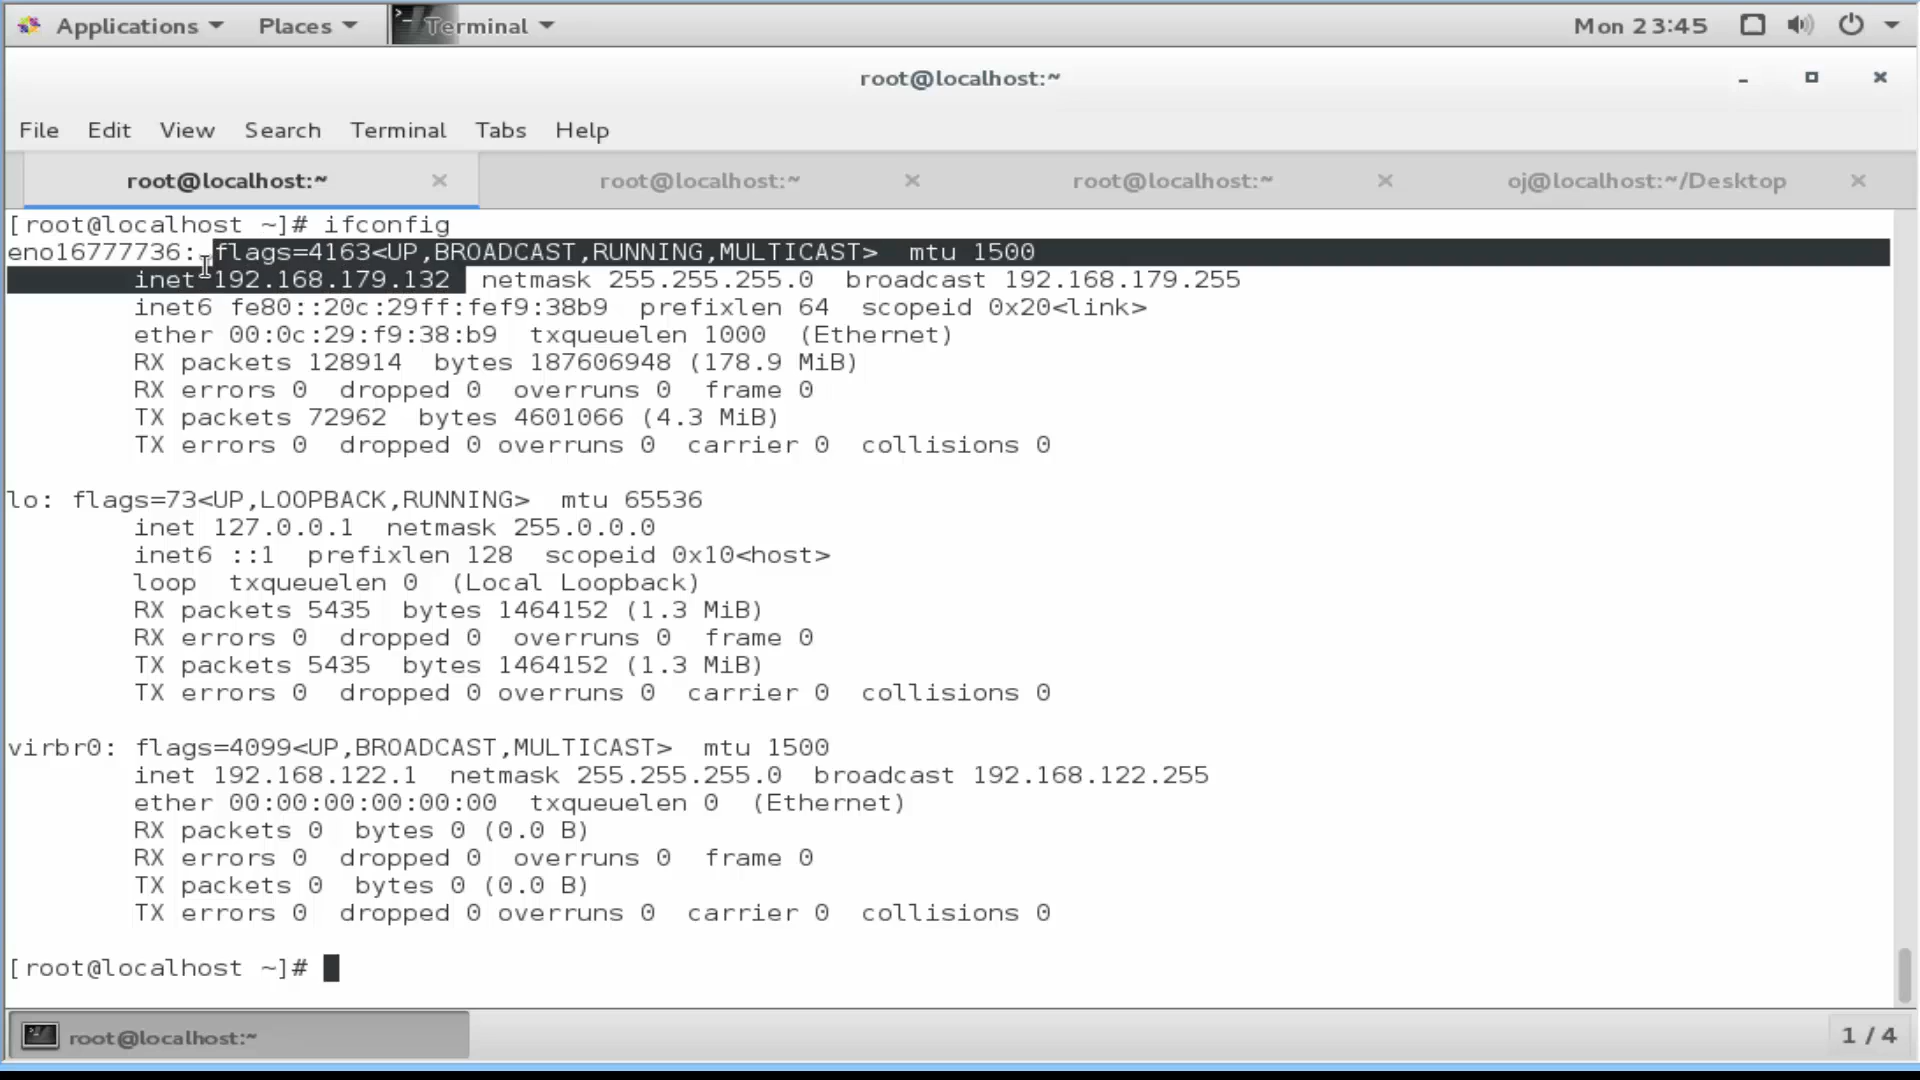 Applications Places Terminal Mon 23:45
root@localhost:~
File Edit View Search Terminal Tabs Help
root@localhost:~ root@localhost:~ root@localhost:~ oj@localhost:~/Desktop
[root@localhost ~]# ifconfig
eno16777736: flags=4163<UP,BROADCAST,RUNNING,MULTICAST>  mtu 1500
        inet 192.168.179.132  netmask 255.255.255.0  broadcast 192.168.179.255
        inet6 fe80::20c:29ff:fef9:38b9  prefixlen 64  scopeid 0x20<link>
        ether 00:0c:29:f9:38:b9  txqueuelen 1000  (Ethernet)
        RX packets 128914  bytes 187606948 (178.9 MiB)
        RX errors 0  dropped 0  overruns 0  frame 0
        TX packets 72962  bytes 4601066 (4.3 MiB)
        TX errors 0  dropped 0 overruns 0  carrier 0  collisions 0
lo: flags=73<UP,LOOPBACK,RUNNING>  mtu 65536
        inet 127.0.0.1  netmask 255.0.0.0
        inet6 ::1  prefixlen 128  scopeid 0x10<host>
        loop  txqueuelen 0  (Local Loopback)
        RX packets 5435  bytes 1464152 (1.3 MiB)
        RX errors 0  dropped 0  overruns 0  frame 0
        TX packets 5435  bytes 1464152 (1.3 MiB)
        TX errors 0  dropped 0 overruns 0  carrier 0  collisions 0
virbr0: flags=4099<UP,BROADCAST,MULTICAST>  mtu 1500
        inet 192.168.122.1  netmask 255.255.255.0  broadcast 192.168.122.255
        ether 00:00:00:00:00:00  txqueuelen 0  (Ethernet)
        RX packets 0  bytes 0 (0.0 B)
        RX errors 0  dropped 0  overruns 0  frame 0
        TX packets 0  bytes 0 (0.0 B)
        TX errors 0  dropped 0 overruns 0  carrier 0  collisions 0
[root@localhost ~]#
root@localhost:~ 1 / 4